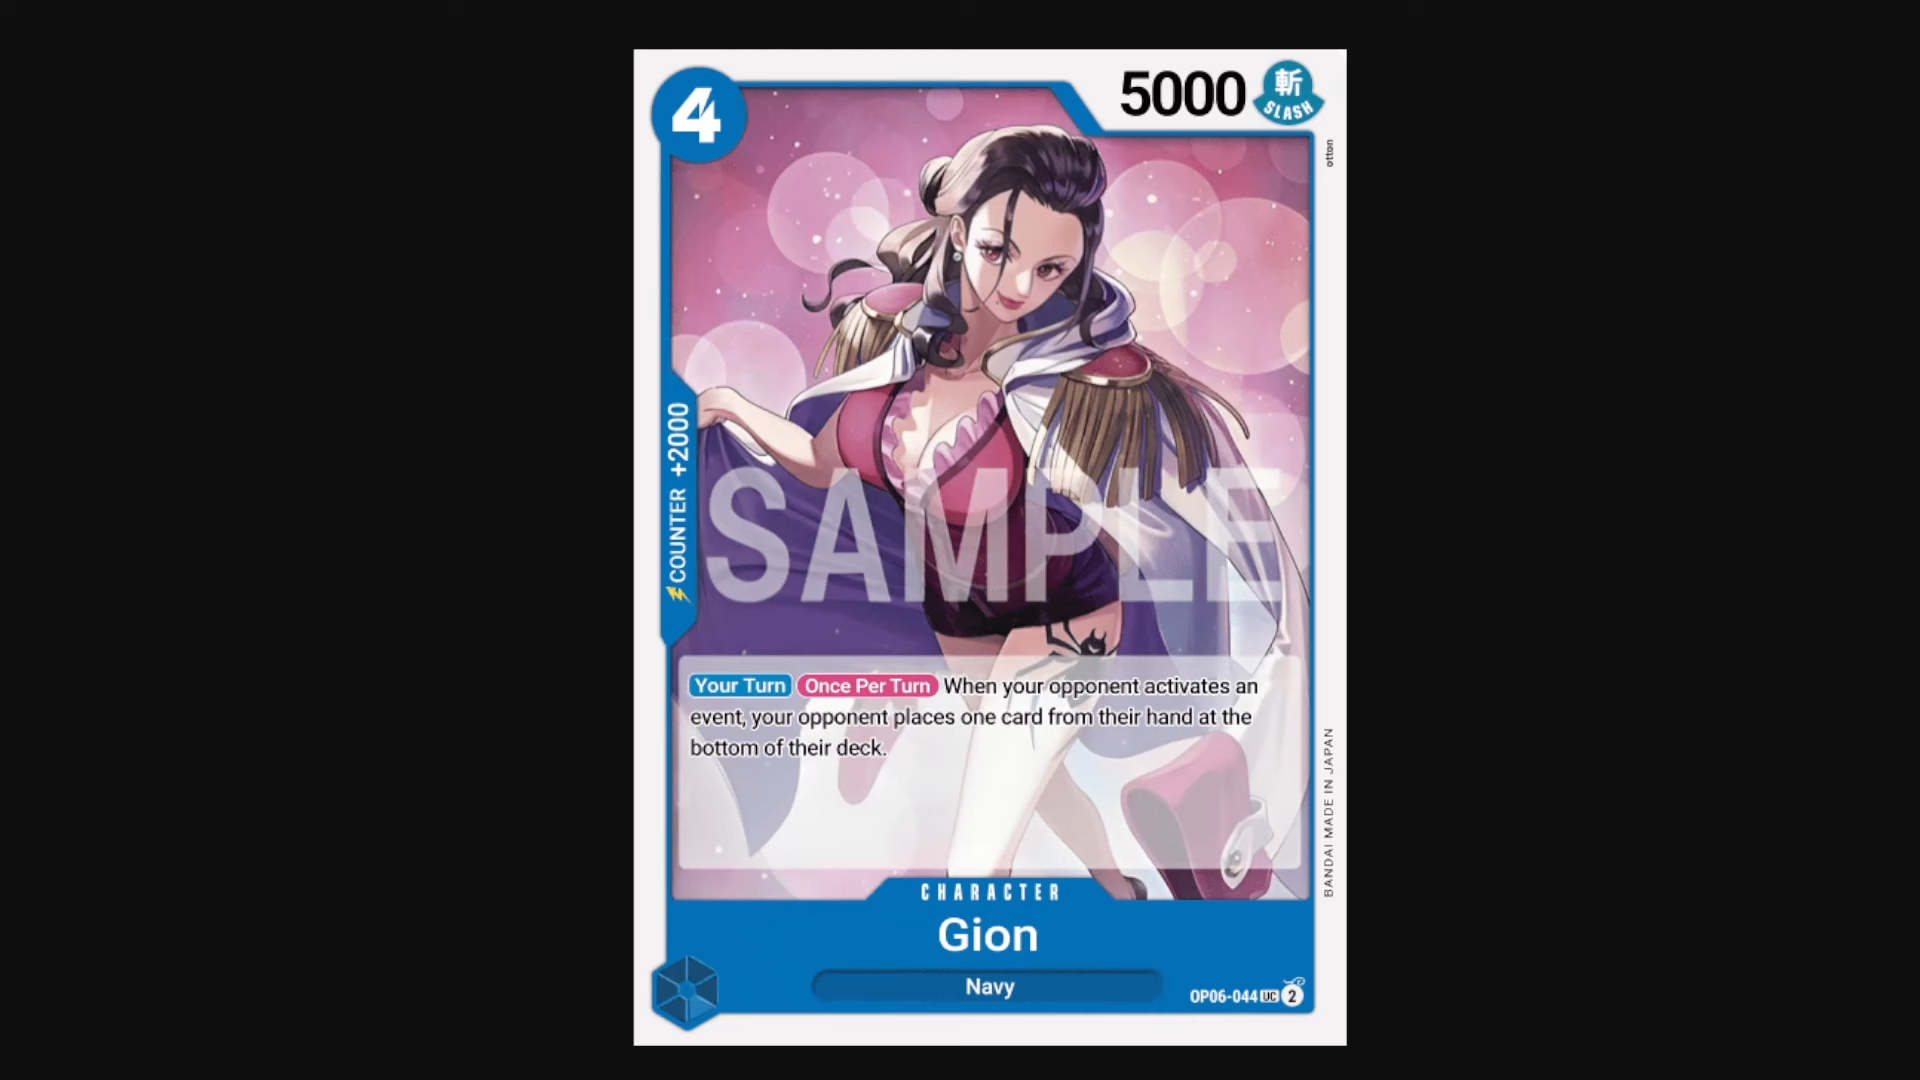 4
5000
斬
SLASH
otton
COUNTER +2000
SAMPLE
Your Turn Once Per Turn When your opponent activates an
event, your opponent places one card from their hand at the
bottom of their deck.
BANDAI MADE IN JAPAN
CHARACTER
Gion
Navy
OP06-044 UC 2